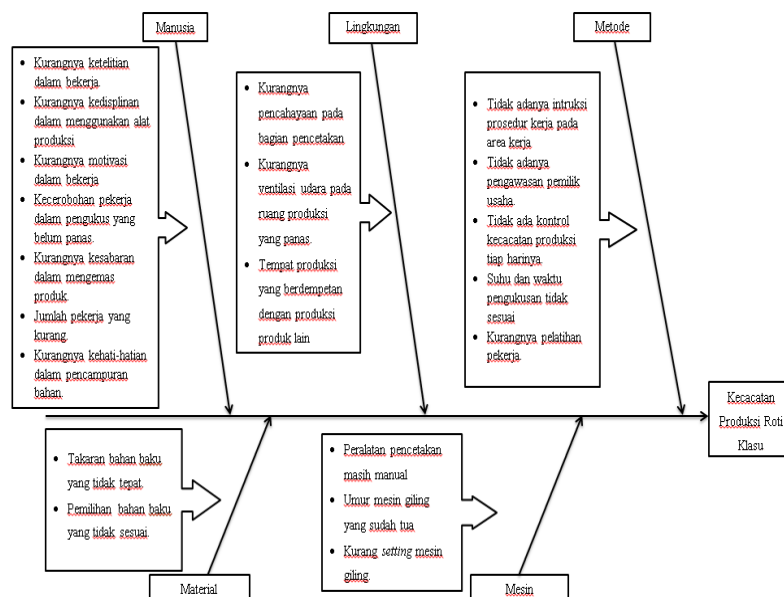 Manusia
Lingkungan
Metode
Kurangnya ketelitian
dalam bekerja.
Kurangnya kedisplinan
dalam menggunakan alat
produksi
Kurangnya motivasi
dalam bekerja
Kecerobohan pekerja
dalam pengukus yang
belum panas.
Kurangnya kesabaran
dalam mengemas
produk.
Jumlah pekerja yang
kurang.
Kurangnya kehati-hatian
dalam pencampuran
bahan.
Kurangnya
pencahayaan pada
bagian pencetakan
Kurangnya
ventilasi udara pada
ruang produksi
yang panas.
Tempat produksi
yang berdempetan
dengan produksi
produk lain
Tidak adanya intruksi
prosedur kerja pada
area kerja
Tidak adanya
pengawasan pemilik
usaha.
Tidak ada kontrol
kecacatan produksi
tiap harinya.
Suhu dan waktu
pengukusan tidak
sesuai
Kurangnya pelatihan
pekerja.
Kecacatan
Produksi Roti
Klasu
Takaran bahan baku
yang tidak tepat.
Pemilihan bahan baku
yang tidak sesuai.
Peralatan pencetakan
masih manual
Umur mesin giling
yang sudah tua
Kurang setting mesin
giling.
Material
Mesin